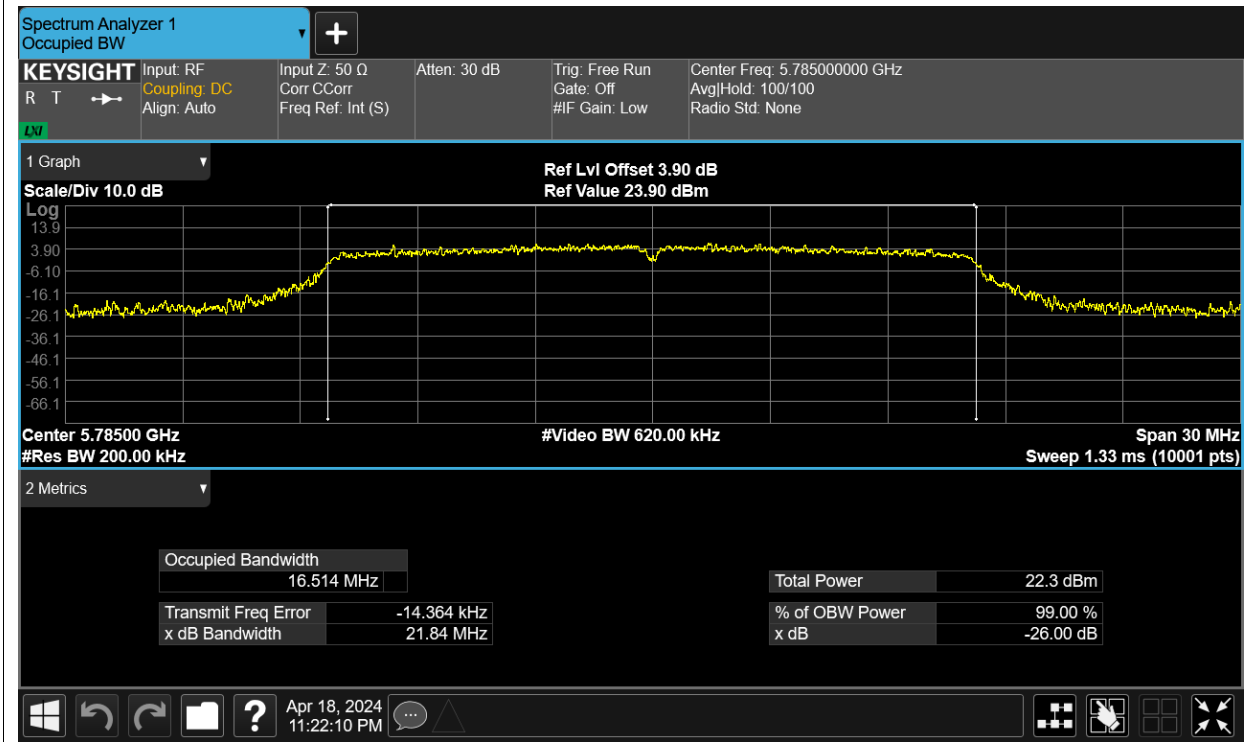 Spectrum Analyzer 1
Occupied BW
KEYSIGHT
R T
LXI
Input: RF
Coupling: DC
Align: Auto
Input Z: 50 Ω
Corr CCorr
Freq Ref: Int (S)
Atten: 30 dB
Trig: Free Run
Gate: Off
#IF Gain: Low
Center Freq: 5.785000000 GHz
Avg|Hold: 100/100
Radio Std: None
1 Graph
Scale/Div 10.0 dB
Ref Lvl Offset 3.90 dB
Ref Value 23.90 dBm
Log
13.9
3.90
-6.10
-16.1
-26.1
-36.1
-46.1
-56.1
-66.1
Center 5.78500 GHz
#Video BW 620.00 kHz
Span 30 MHz
#Res BW 200.00 kHz
Sweep 1.33 ms (10001 pts)
2 Metrics
Occupied Bandwidth
16.514 MHz
Total Power 22.3 dBm
Transmit Freq Error -14.364 kHz
% of OBW Power 99.00 %
x dB Bandwidth 21.84 MHz
x dB -26.00 dB
?
Apr 18, 2024
11:22:10 PM